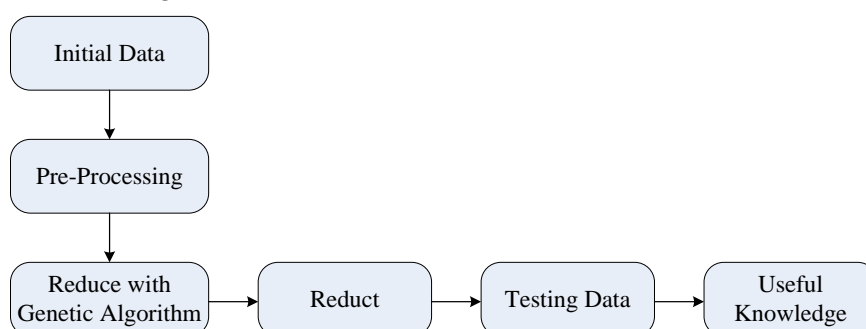 Initial Data
Pre-Processing
Reduce with
Genetic Algorithm
Reduct
Testing Data
Useful
Knowledge